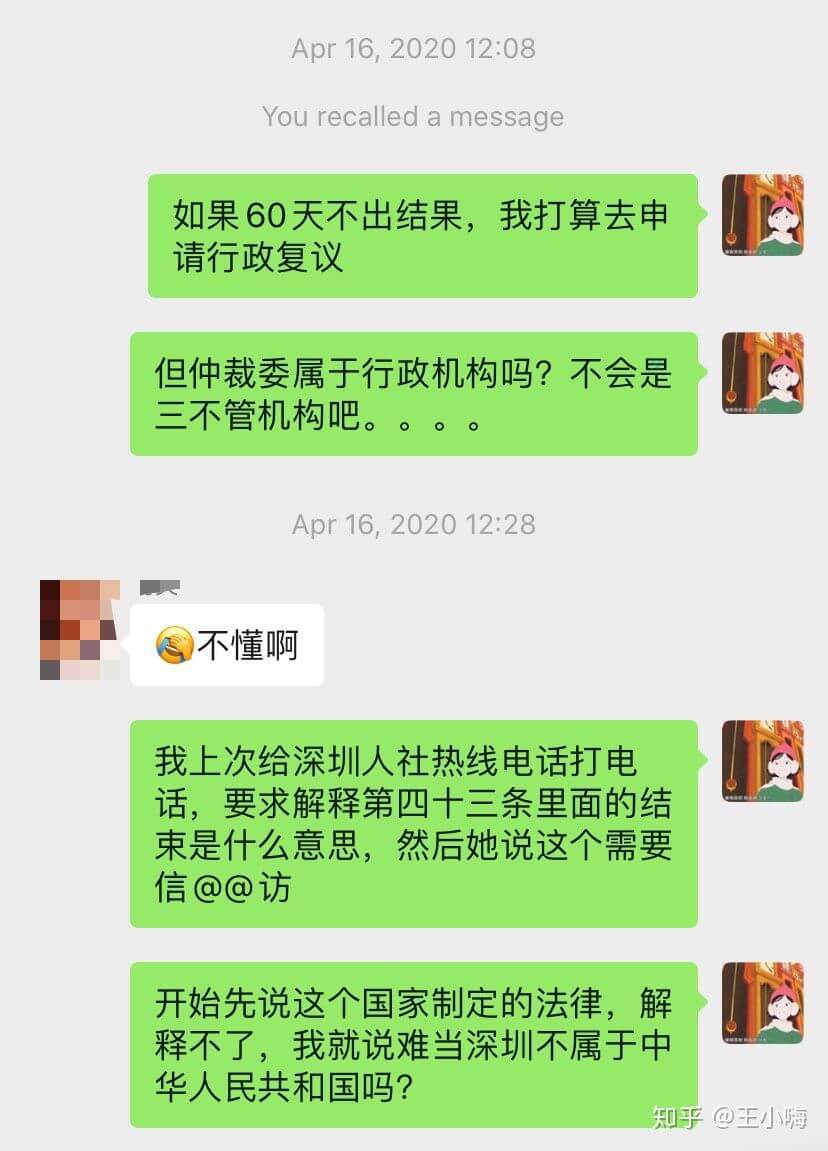 Apr 16, 2020 12:08
You recalled a message
如果60天不出结果，我打算去申
请行政复议
但仲裁委属于行政机构吗？不会是
三不管机构吧。。。。
Apr 16, 2020 12:28
不懂啊
我上次给深圳人社热线电话打电
话，要求解释第四十三条里面的结
束是什么意思，然后她说这个需要
信@@访
开始先说这个国家制定的法律，解
释不了，我就说难当深圳不属于中
华人民共和国吗？
知乎 @王小嗨